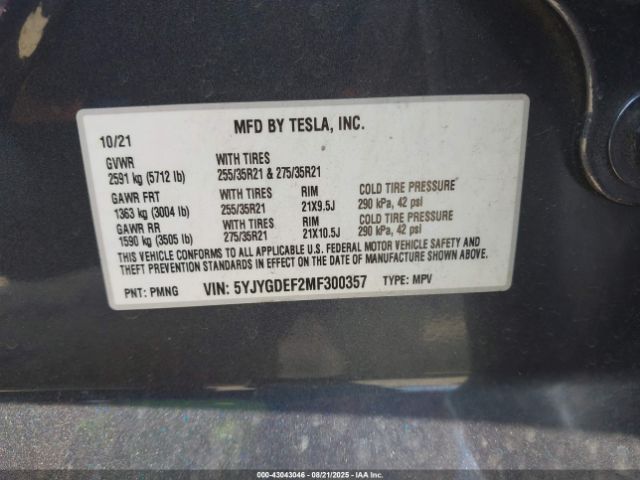 MFD BY TESLA, INC.
10/21
GVWR WITH TIRES
2591 kg (5712 lb) 255/35R21 & 275/35R21
GAWR FRT WITH TIRES RIM COLD TIRE PRESSURE
1363 kg (3004 lb) 255/35R21 21X9.5J 290 kPa, 42 psi
GAWR RR WITH TIRES RIM COLD TIRE PRESSURE
1590 kg (3505 lb) 275/35R21 21X10.5J 290 kPa, 42 psi
THIS VEHICLE CONFORMS TO ALL APPLICABLE U.S. FEDERAL MOTOR VEHICLE SAFETY AND
THEFT PREVENTION STANDARDS IN EFFECT ON THE DATE OF MANUFACTURE SHOWN ABOVE.
PNT: PMNG VIN: 5YJYGDEF2MF300357 TYPE: MPV
000-43043046 - 08/21/2025 - IAAI